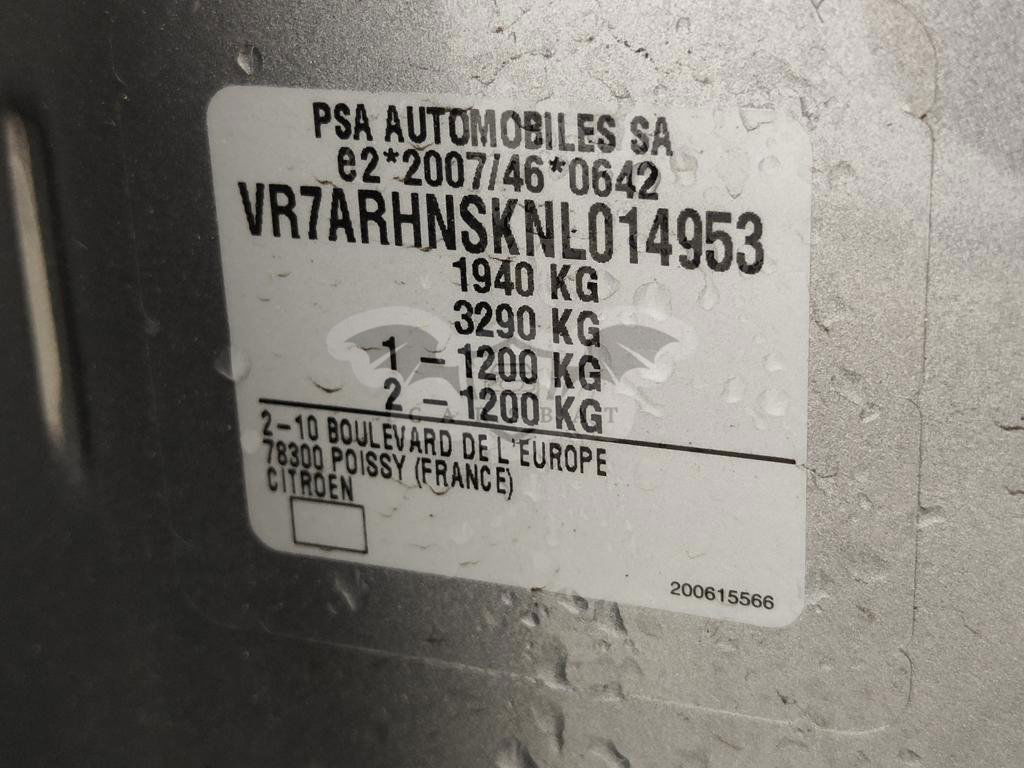 PSA AUTOMOBILES SA
e2*2007/46*0642
VR7ARHNSKNL014953
1940 KG
3290 KG
1 – 1200 KG
2 – 1200 KG
2–10 BOULEVARD DE L'EUROPE
78300 POISSY (FRANCE)
CITROEN
200615566